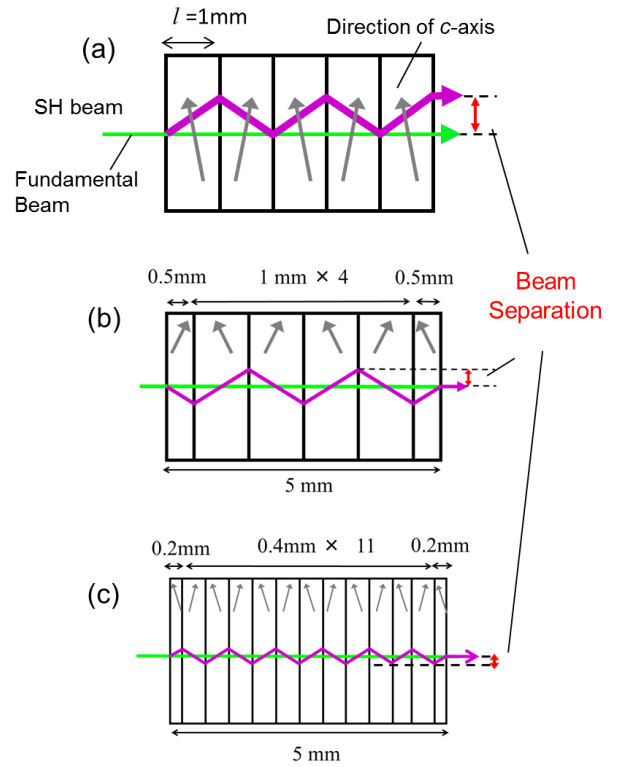 l =1mm
Direction of c-axis
(a)
SH beam
Fundamental
Beam
0.5mm
1 mm × 4
0.5mm
Beam
Separation
(b)
5 mm
0.2mm
0.4mm × 11
0.2mm
(c)
5 mm